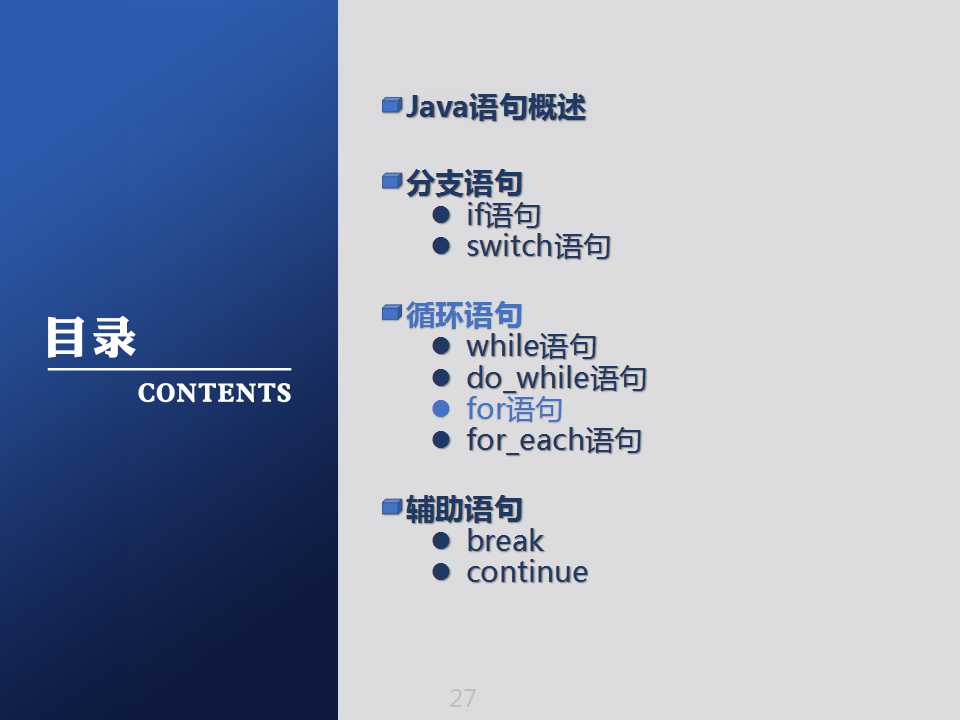 目录
CONTENTS
Java语句概述
分支语句
if语句
switch语句
循环语句
while语句
do_while语句
for语句
for_each语句
辅助语句
break
continue
27